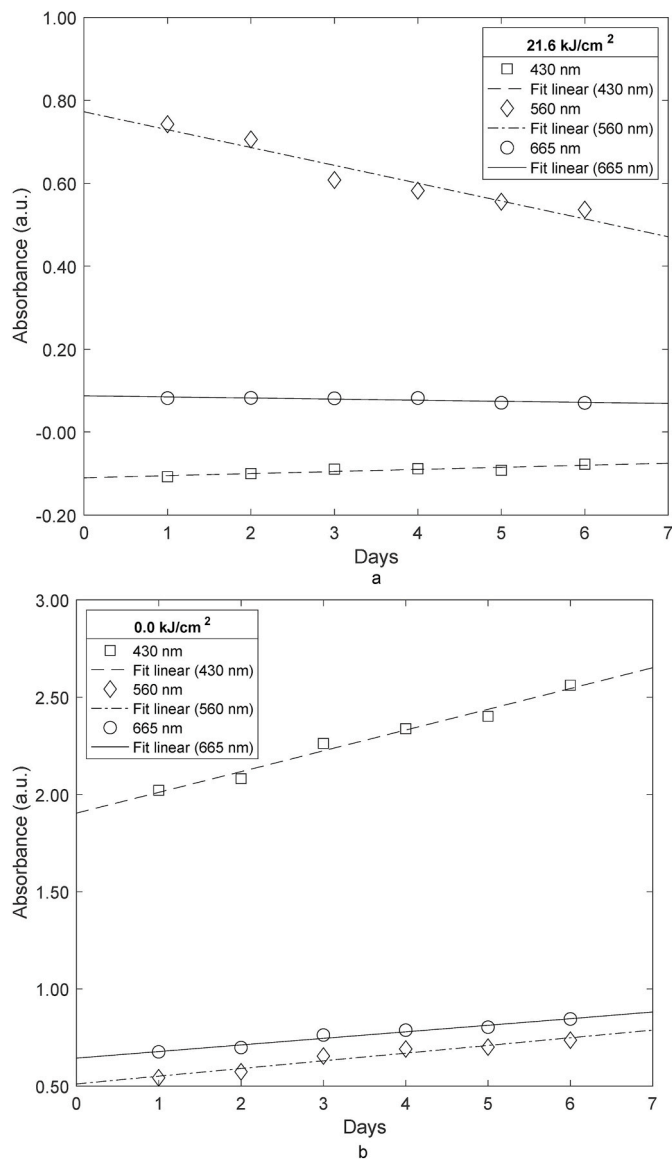 1.00
0.80
0.60
0.40
0.20
-0.00
-0.20
Absorbance (a.u.)
21.6 kJ/cm 2
430 nm
Fit linear (430 nm)
560 nm
Fit linear (560 nm)
665 nm
Fit linear (665 nm)
0 1 2 3 4 5 6 7
Days
a
3.00
2.50
2.00
1.50
1.00
0.50
Absorbance (a.u.)
0.0 kJ/cm 2
430 nm
Fit linear (430 nm)
560 nm
Fit linear (560 nm)
665 nm
Fit linear (665 nm)
0 1 2 3 4 5 6 7
Days
b